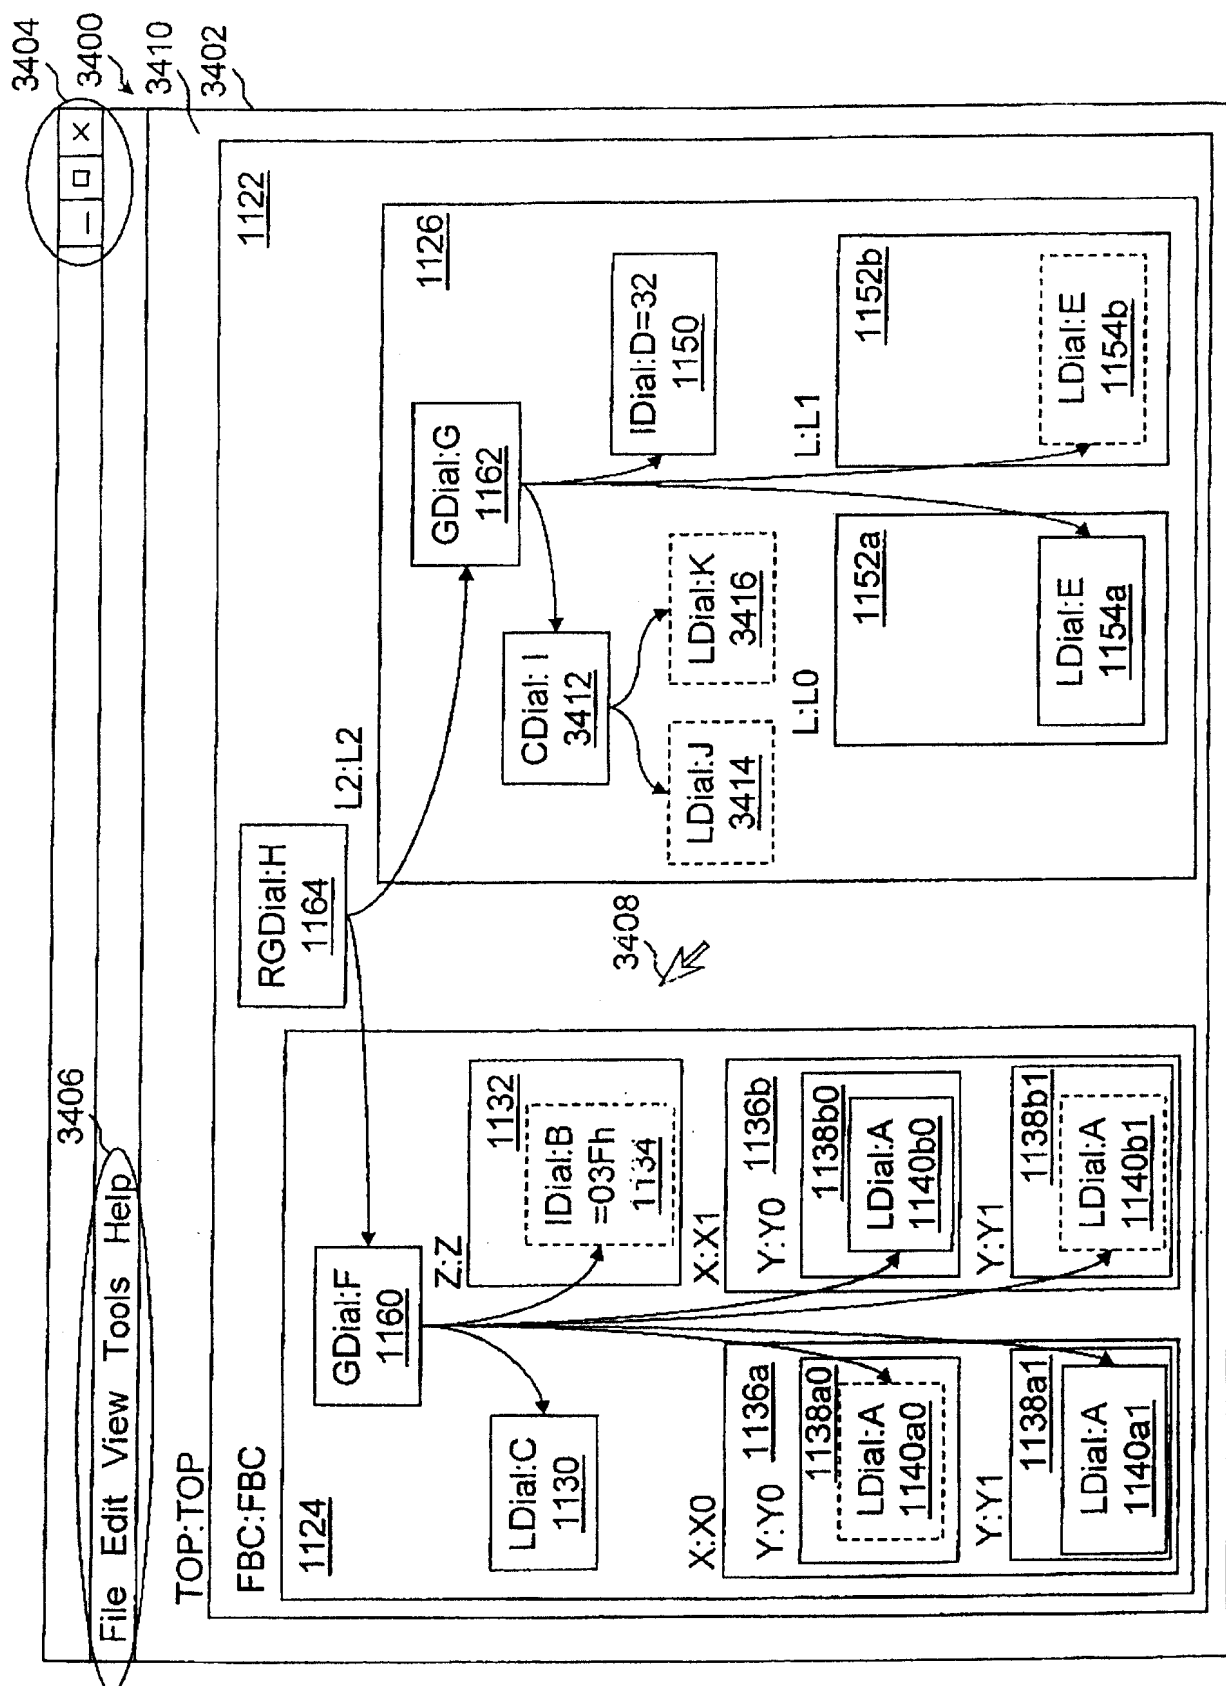 3404
3400
3410
3402
3406
File Edit View Tools Help
TOP:TOP
1122
FBC:FBC
RGDial:H
1164
L2:L2
1124
GDial:F
1160
1126
GDial:G
1162
LDial:C
1130
Z:Z
1132
IDial:B
=03Fh
1134
3408
CDial: I
3412
IDial:D=32
1150
LDial:J
3414
LDial:K
3416
X:X0
1136a
Y:Y0
1138a0
LDial:A
1140a0
Y:Y1
1138a1
LDial:A
1140a1
X:X1
1136b
Y:Y0
1138b0
LDial:A
1140b0
Y:Y1
1138b1
LDial:A
1140b1
L:L0
1152a
LDial:E
1154a
L:L1
1152b
LDial:E
1154b